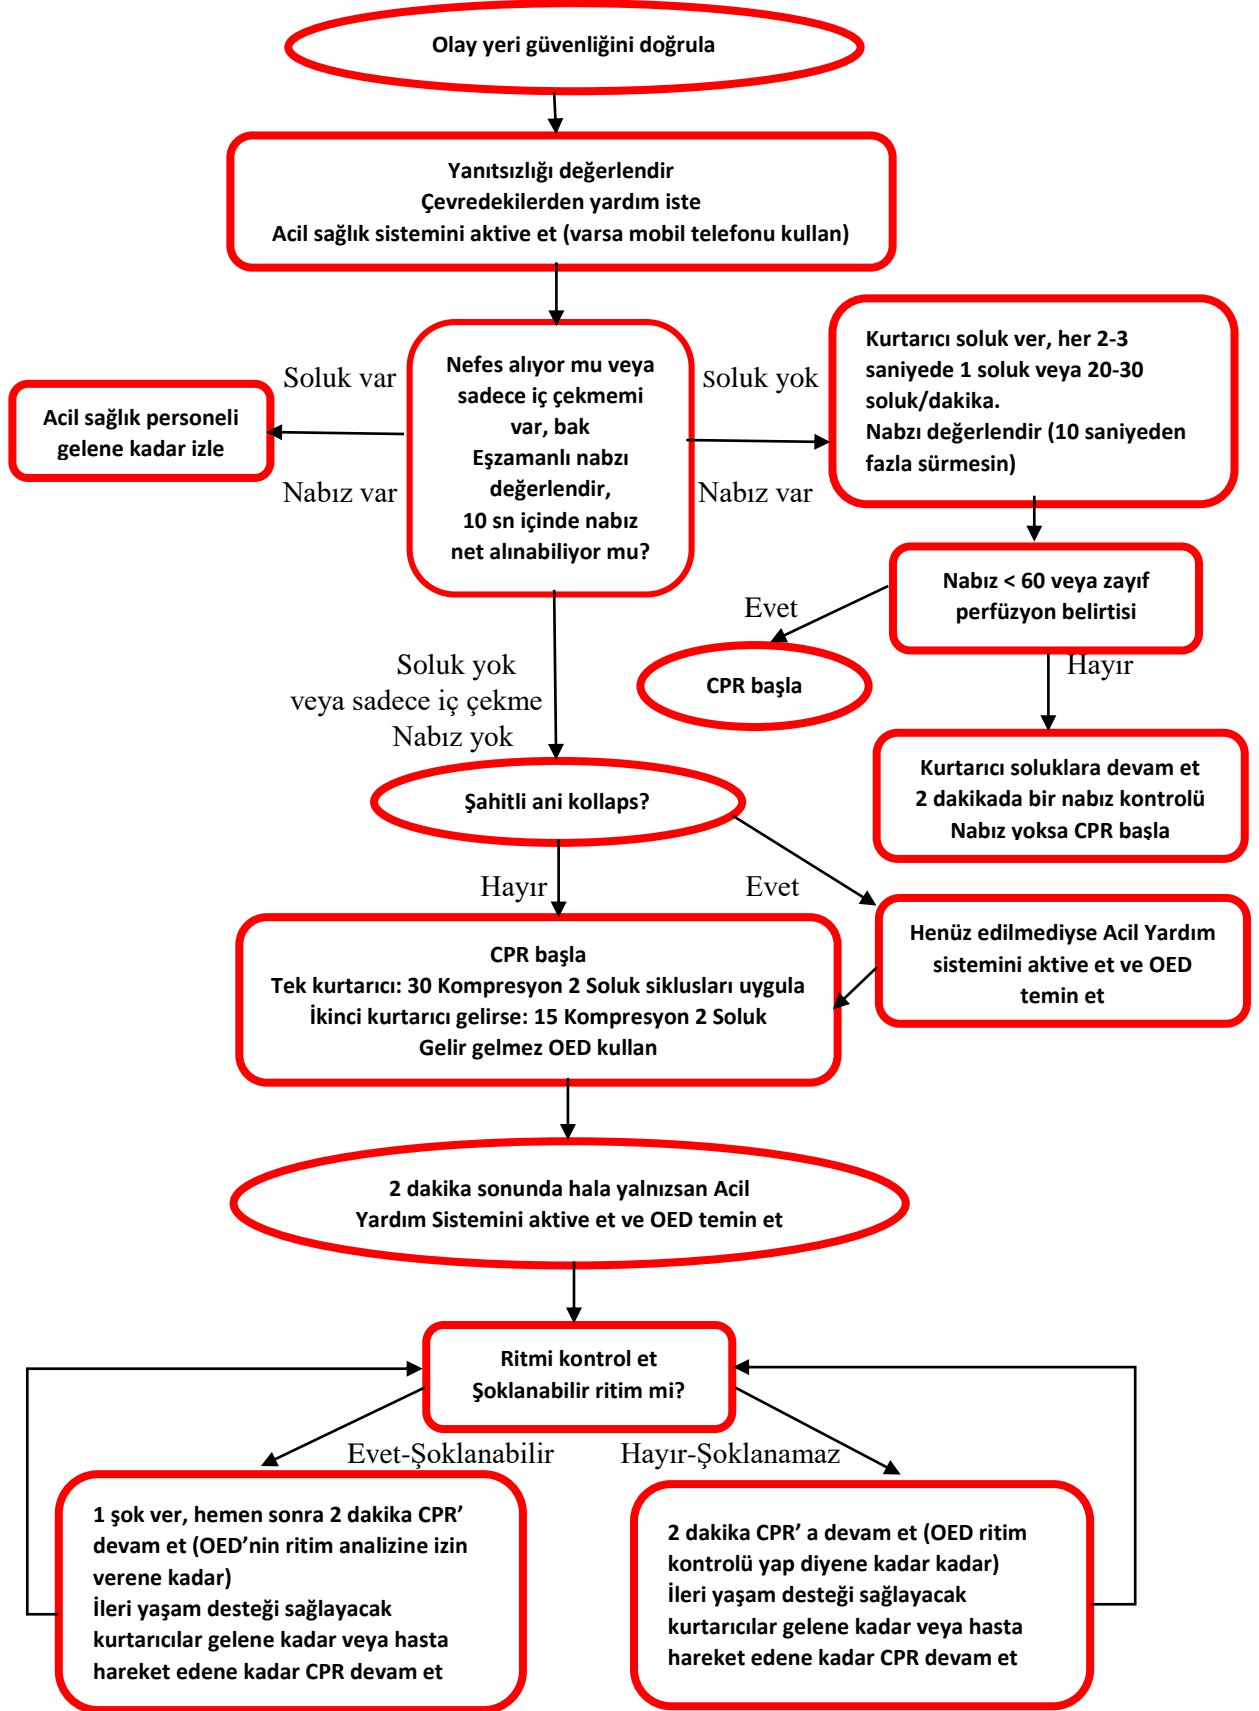 Olay yeri güvenliğini doğrula
Yanıtsızlığı değerlendir
Çevredekilerden yardım iste
Acil sağlık sistemini aktive et (varsa mobil telefonu kullan)
Nefes alıyor mu veya
sadece iç çekmemi
var, bak
Eşzamanlı nabzı
değerlendir,
10 sn içinde nabız
net alınabiliyor mu?
Soluk var
Nabız var
Acil sağlık personeli
gelene kadar izle
Soluk yok
Nabız var
Kurtarıcı soluk ver, her 2-3
saniyede 1 soluk veya 20-30
soluk/dakika.
Nabzı değerlendir (10 saniyeden
fazla sürmesin)
Nabız < 60 veya zayıf
perfüzyon belirtisi
Evet
CPR başla
Hayır
Kurtarıcı soluklara devam et
2 dakikada bir nabız kontrolü
Nabız yoksa CPR başla
Soluk yok
veya sadece iç çekme
Nabız yok
Şahitli ani kollaps?
Hayır
Evet
Henüz edilmediyse Acil Yardım
sistemini aktive et ve OED
temin et
CPR başla
Tek kurtarıcı: 30 Kompresyon 2 Soluk siklusları uygula
İkinci kurtarıcı gelirse: 15 Kompresyon 2 Soluk
Gelir gelmez OED kullan
2 dakika sonunda hala yalnızsan Acil
Yardım Sistemini aktive et ve OED temin et
Ritmi kontrol et
Şoklanabilir ritim mi?
Evet-Şoklanabilir
Hayır-Şoklanamaz
1 şok ver, hemen sonra 2 dakika CPR’
devam et (OED’nin ritim analizine izin
verene kadar)
İleri yaşam desteği sağlayacak
kurtarıcılar gelene kadar veya hasta
hareket edene kadar CPR devam et
2 dakika CPR’ a devam et (OED ritim
kontrolü yap diyene kadar kadar)
İleri yaşam desteği sağlayacak
kurtarıcılar gelene kadar veya hasta
hareket edene kadar CPR devam et